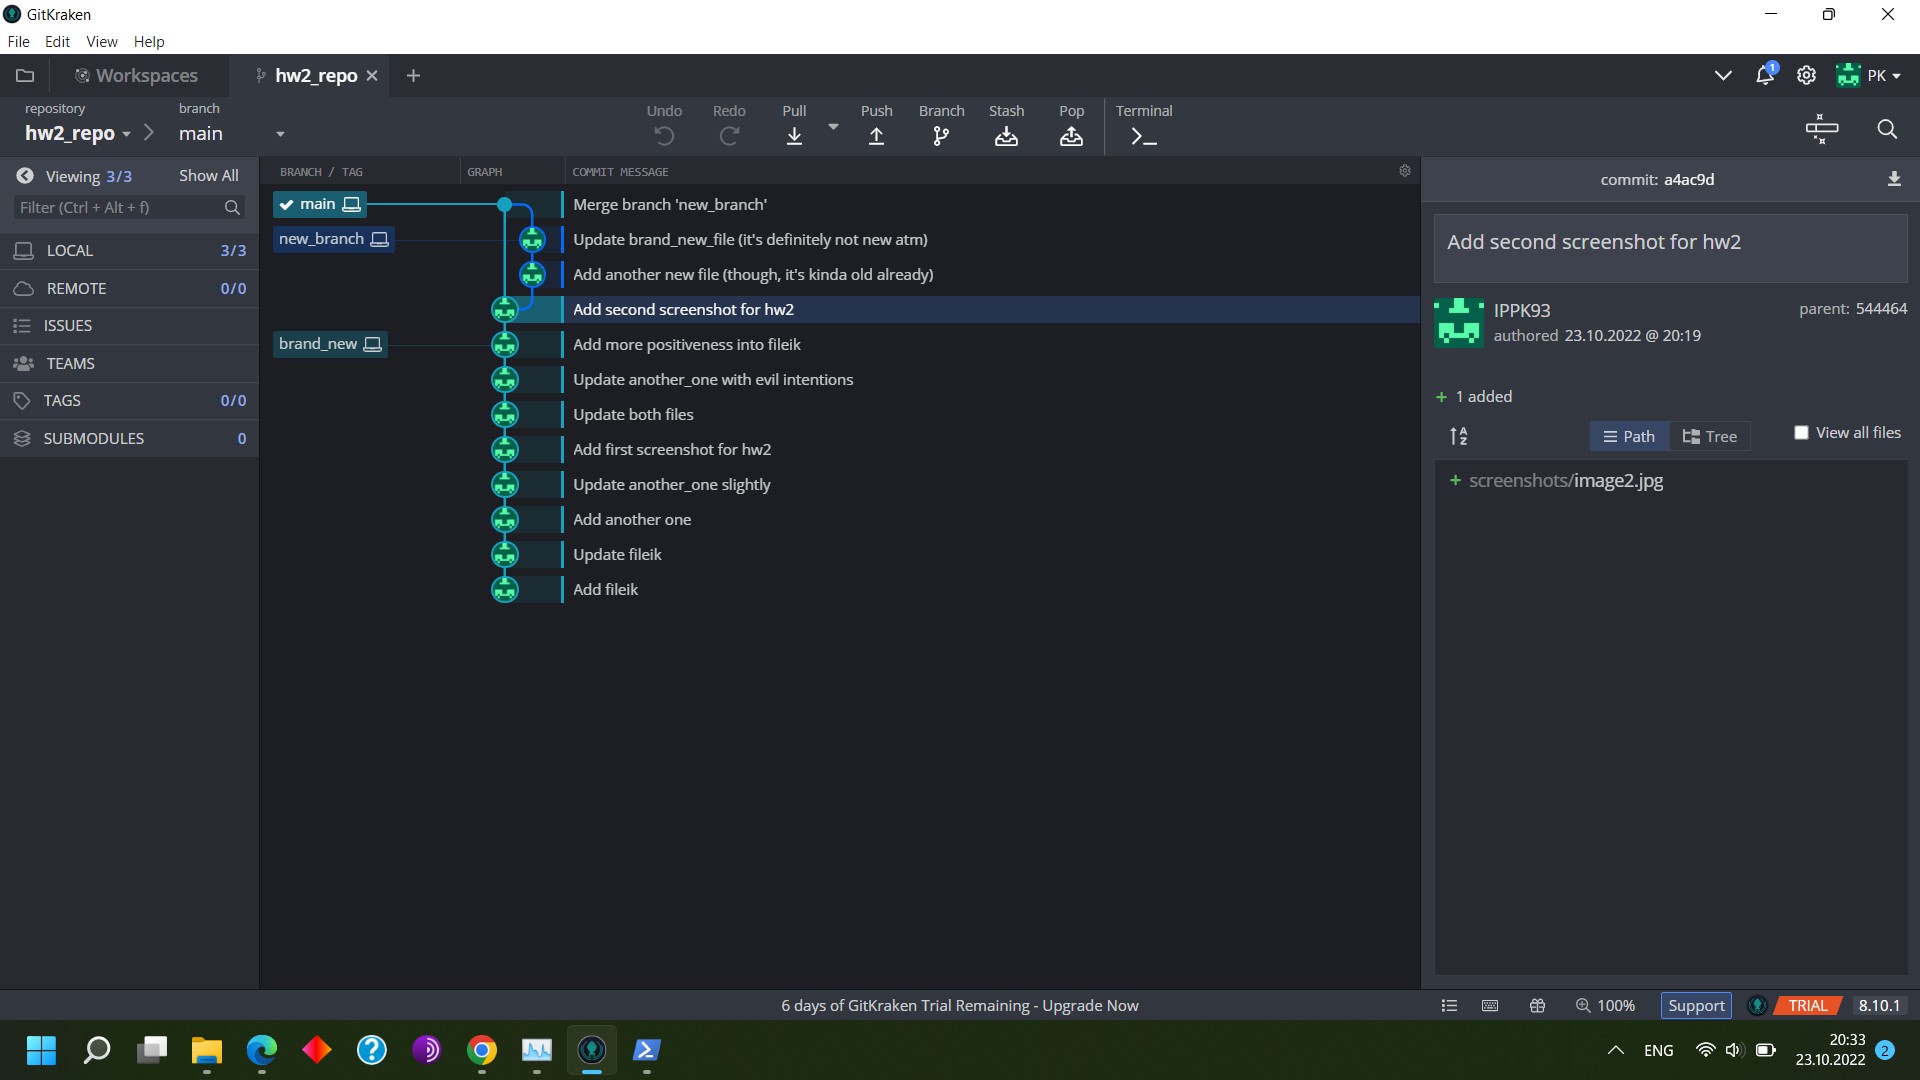 GitKraken
File Edit View Help
Workspaces hw2_repo
1
PK
repository branch
hw2_repo main
Undo Redo Pull Push Branch Stash Pop Terminal
Viewing 3/3 Show All
Filter (Ctrl + Alt + f)
LOCAL 3/3
REMOTE 0/0
ISSUES
TEAMS
TAGS 0/0
SUBMODULES 0
BRANCH / TAG GRAPH COMMIT MESSAGE
main Merge branch 'new_branch'
new_branch Update brand_new_file (it's definitely not new atm)
Add another new file (though, it's kinda old already)
Add second screenshot for hw2
brand_new Add more positiveness into fileik
Update another_one with evil intentions
Update both files
Add first screenshot for hw2
Update another_one slightly
Add another one
Update fileik
Add fileik
commit: a4ac9d
Add second screenshot for hw2
IPPK93 parent: 544464
authored 23.10.2022 @ 20:19
+ 1 added
Path Tree View all files
+ screenshots/image2.jpg
6 days of GitKraken Trial Remaining - Upgrade Now
100% Support TRIAL 8.10.1
ENG 20:33
23.10.2022 2